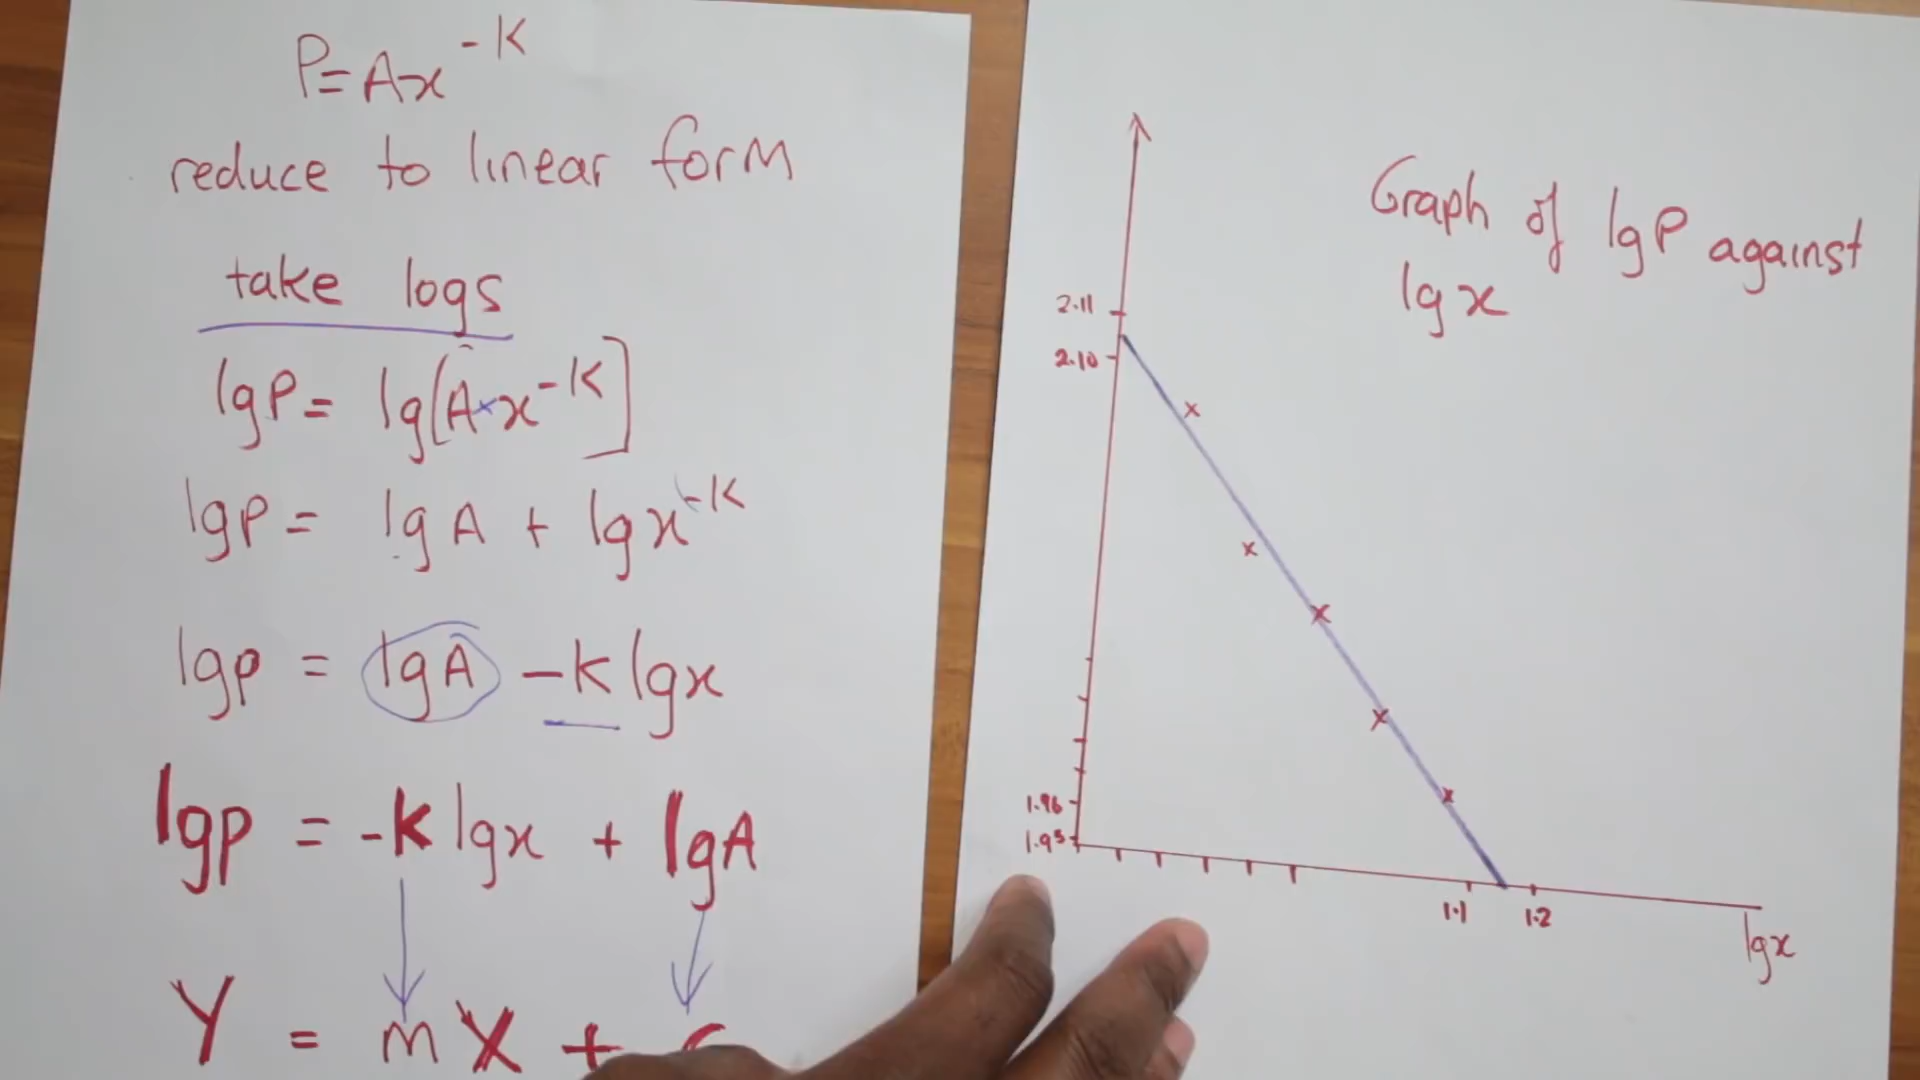 P=Ax^-K
reduce to linear form
take logs
lgP = lg[A×x^-K]
lgP = lgA + lgx^-K
lgp = lgA -K lgx
lgp = -K lgx + lgA
Y = mX +
Graph of lgP against
lgx
2.11
2.10
1.96
1.95
1.1 1.2
lgx